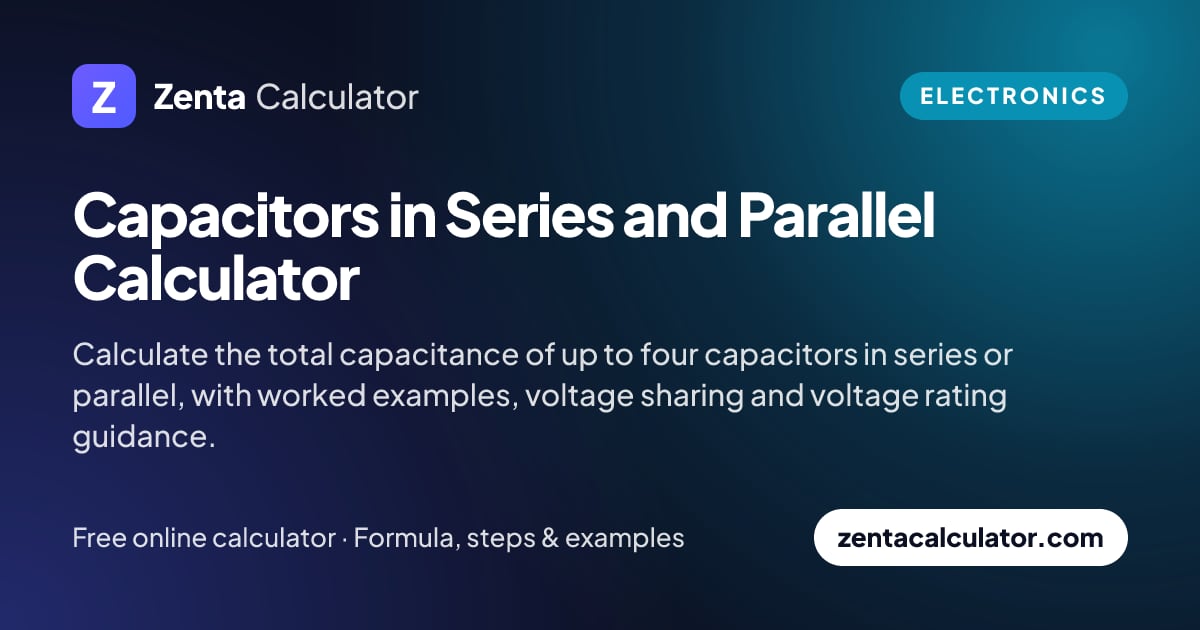 Z Zenta Calculator
ELECTRONICS
Capacitors in Series and Parallel
Calculator
Calculate the total capacitance of up to four capacitors in series or
parallel, with worked examples, voltage sharing and voltage rating
guidance.
Free online calculator · Formula, steps & examples
zentacalculator.com